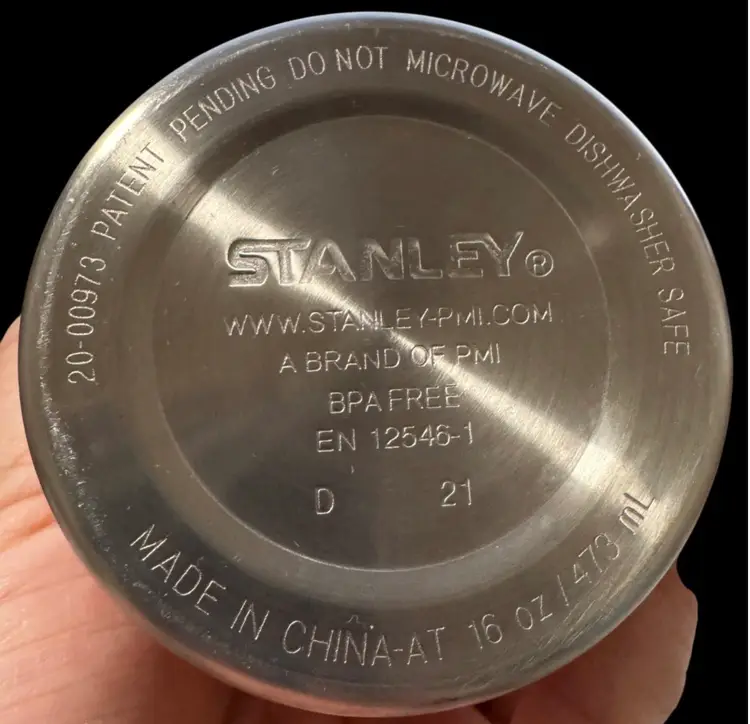 20-00973 PATENT PENDING DO NOT MICROWAVE DISHWASHER SAFE
STANLEY®
WWW.STANLEY-PMI.COM
A BRAND OF PMI
BPA FREE
EN 12546-1
D 21
MADE IN CHINA-AT 16 oz / 473 mL